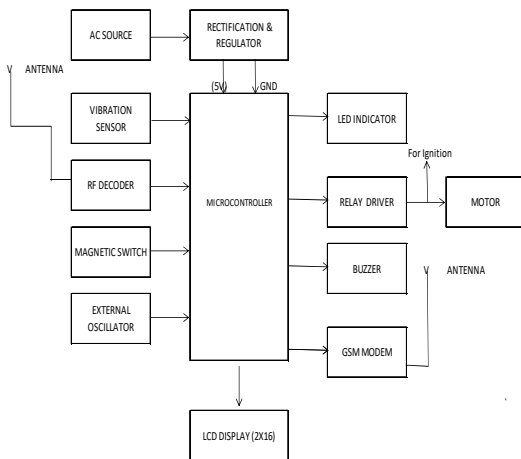 AC SOURCE
RECTIFICATION &
REGULATOR
V ANTENNA
(5V)
GND
VIBRATION
SENSOR
LED INDICATOR
For Ignition
RF DECODER
MICROCONTROLLER
RELAY DRIVER
MOTOR
MAGNETIC SWITCH
BUZZER
V ANTENNA
EXTERNAL
OSCILLATOR
GSM MODEM
LCD DISPLAY (2X16)